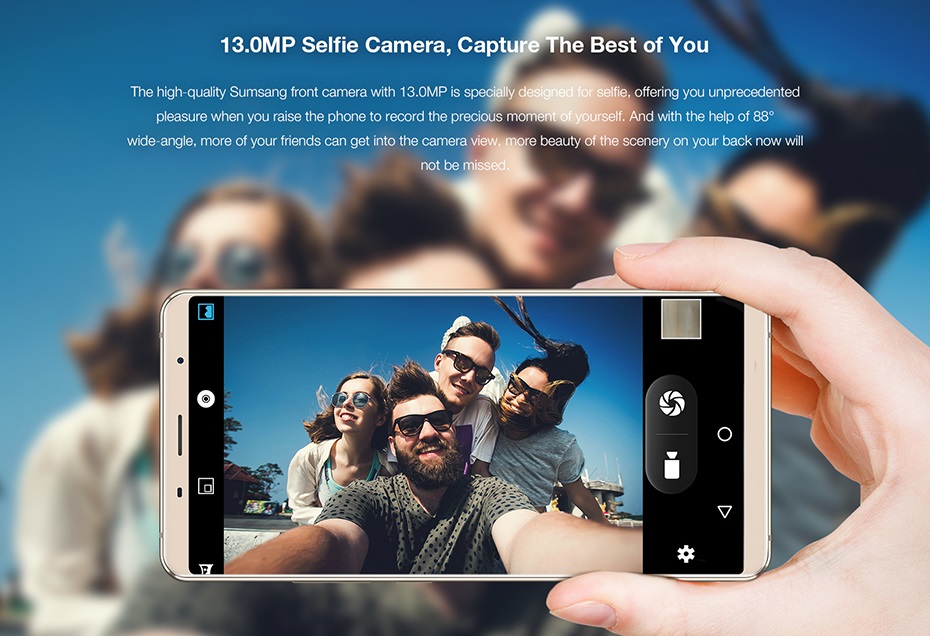 13.0MP Selfie Camera, Capture The Best of You
The high-quality Sumsang front camera with 13.0MP is specially designed for selfie, offering you unprecedented
pleasure when you raise the phone to record the precious moment of yourself. And with the help of 88°
wide-angle, more of your friends can get into the camera view, more beauty of the scenery on your back now will
not be missed.